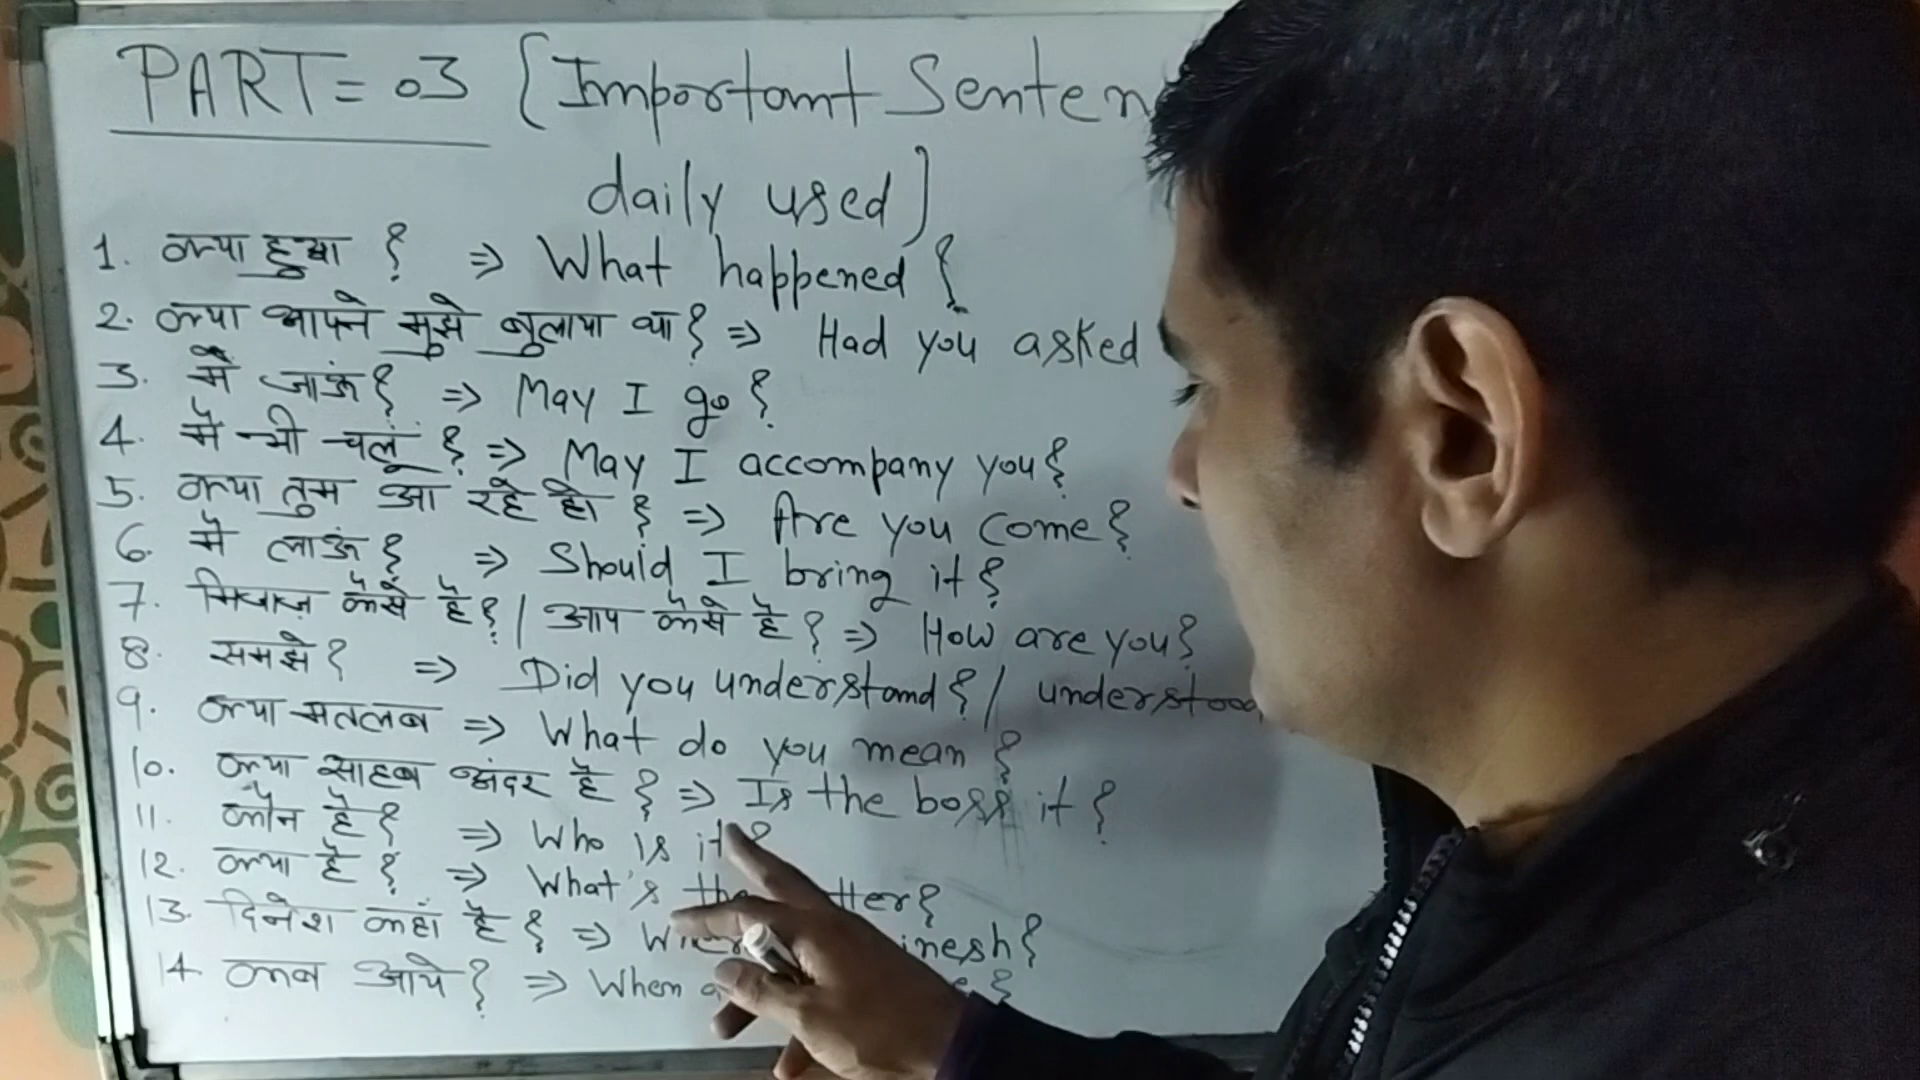 PART = 03 [Important Senten
daily used]
1. क्या हुआ ? ⇒ What happened ?
2. क्या आपने मुझे बुलाया था? ⇒ Had you asked
3. मैं जाऊं? ⇒ May I go ?
4. मैं भी चलूं ? ⇒ May I accompany you?
5. क्या तुम आ रहे हो ? ⇒ Are you come?
6. मैं लाऊं? ⇒ Should I bring it?
7. मिजाज़ कैसे है? / आप कैसे है? ⇒ How are you?
8. समझे? ⇒ Did you understand? / understood
9. क्या मतलब ⇒ What do you mean ?
10. क्या साहब अंदर है ? ⇒ Is the boss it ?
11. कौन है? ⇒ Who is it?
12. क्या है ? ⇒ What's the tter?
13. दिनेश कहां है ? ⇒ Wher inesh?
14. कब आये? ⇒ When ?